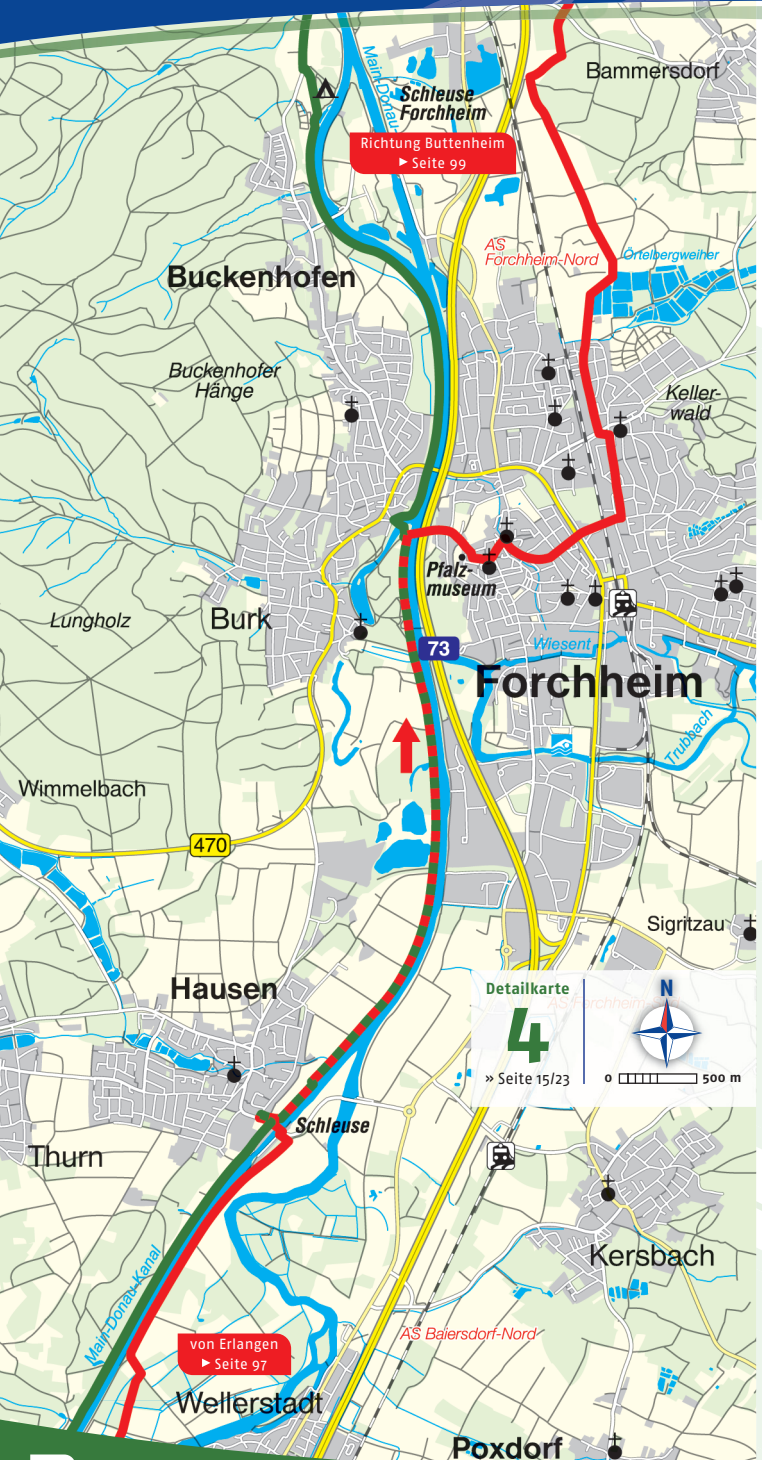 Bammersdorf
Main-Donau-
Schleuse
Forchheim
Richtung Buttenheim
▸ Seite 99
AS
Forchheim-Nord
Örtelbergweiher
Buckenhofen
Buckenhofer
Hänge
Keller-
wald
Pfalz-
museum
Lungholz
Burk
73
Wiesent
Forchheim
Trubbach
Wimmelbach
470
Sigritzau
Hausen
Detailkarte
4
» Seite 15/23
AS Forchheim-
N
0
500 m
Schleuse
Thurn
Kersbach
Main-Donau-Kanal
von Erlangen
▸ Seite 97
AS Baiersdorf-Nord
Wellerstadt
Poxdorf